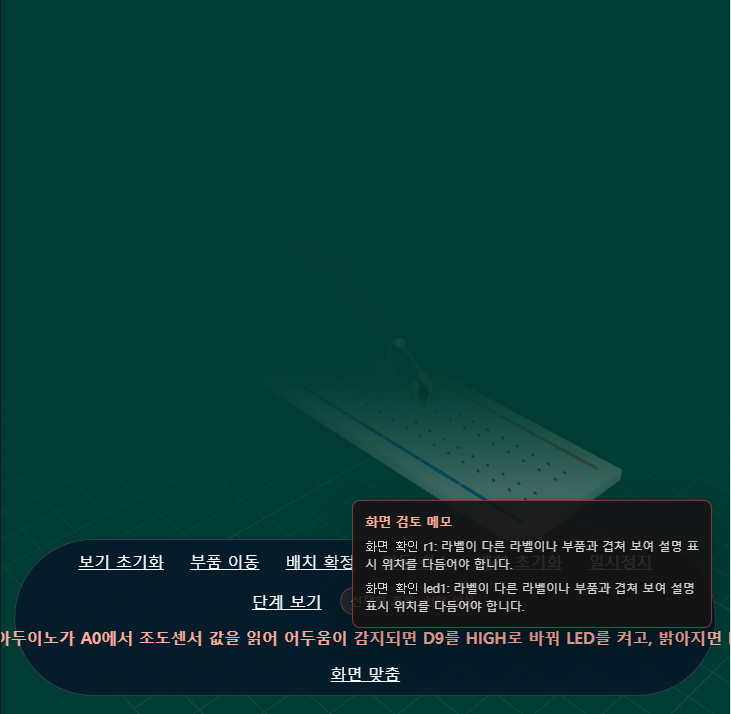 화면 검토 메모
화면 확인 r1: 라벨이 다른 라벨이나 부품과 겹쳐 보여 설명 표
시 위치를 다듬어야 합니다.
화면 확인 led1: 라벨이 다른 라벨이나 부품과 겹쳐 보여 설명
표시 위치를 다듬어야 합니다.
보기 초기화 부품 이동 배치 확정 초기화 일시정지
단계 보기
아두이노가 A0에서 조도센서 값을 읽어 어두움이 감지되면 D9를 HIGH로 바꿔 LED를 켜고, 밝아지면
화면 맞춤